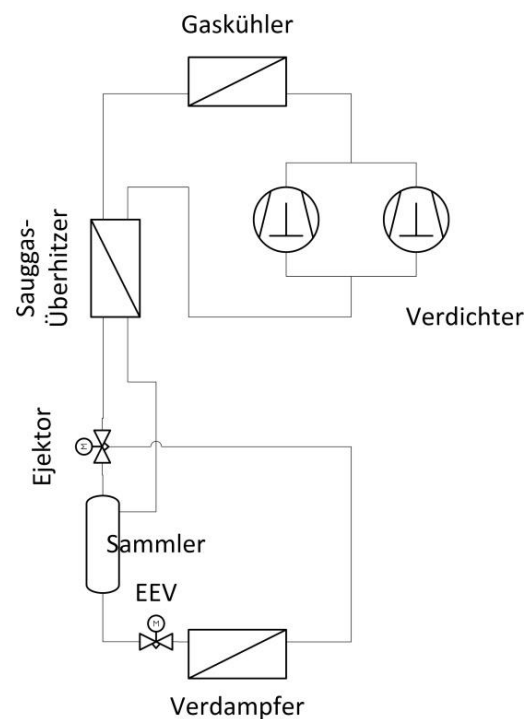 Gaskühler
Sauggas-
Überhitzer
Verdichter
Ejektor
M
Sammler
EEV
M
Verdampfer